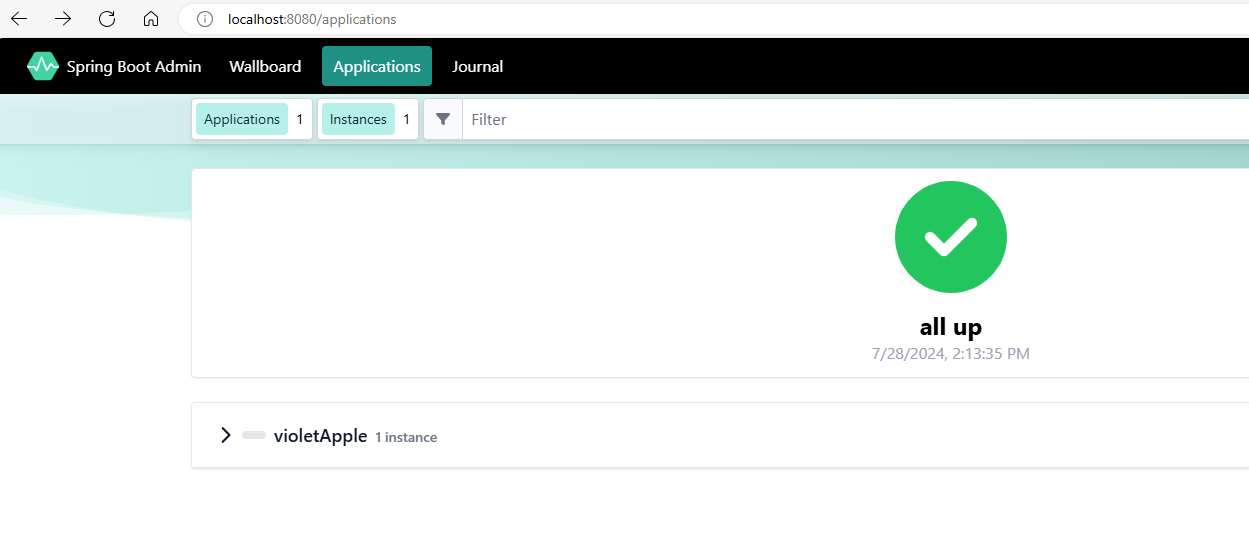 localhost:8080/applications
Spring Boot Admin Wallboard Applications Journal
Applications 1 Instances 1 Filter
all up
7/28/2024, 2:13:35 PM
violetApple 1 instance